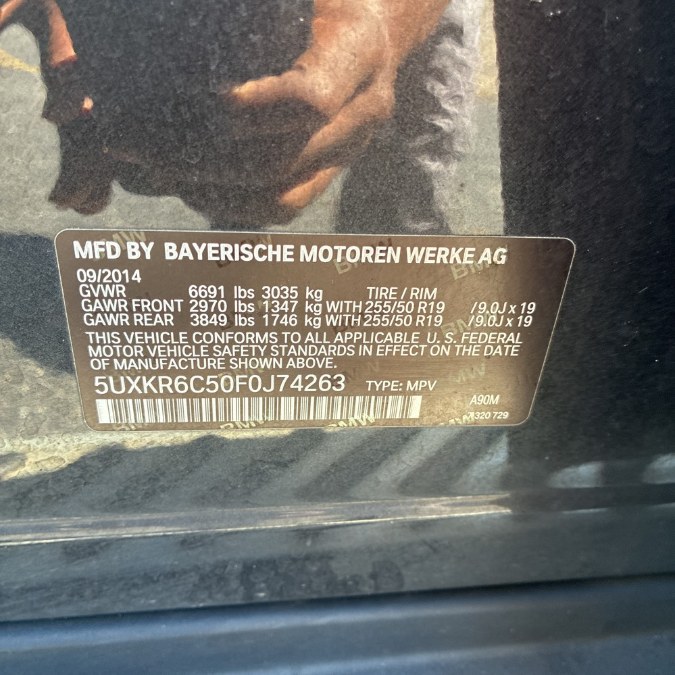 MFD BY BAYERISCHE MOTOREN WERKE AG
09/2014
GVWR 6691 lbs 3035 kg TIRE / RIM
GAWR FRONT 2970 lbs 1347 kg WITH 255/50 R19 /9.0J x 19
GAWR REAR 3849 lbs 1746 kg WITH 255/50 R19 /9.0J x 19
THIS VEHICLE CONFORMS TO ALL APPLICABLE U. S. FEDERAL
MOTOR VEHICLE SAFETY STANDARDS IN EFFECT ON THE DATE
OF MANUFACTURE SHOWN ABOVE.
5UXKR6C50F0J74263 TYPE: MPV
A90M